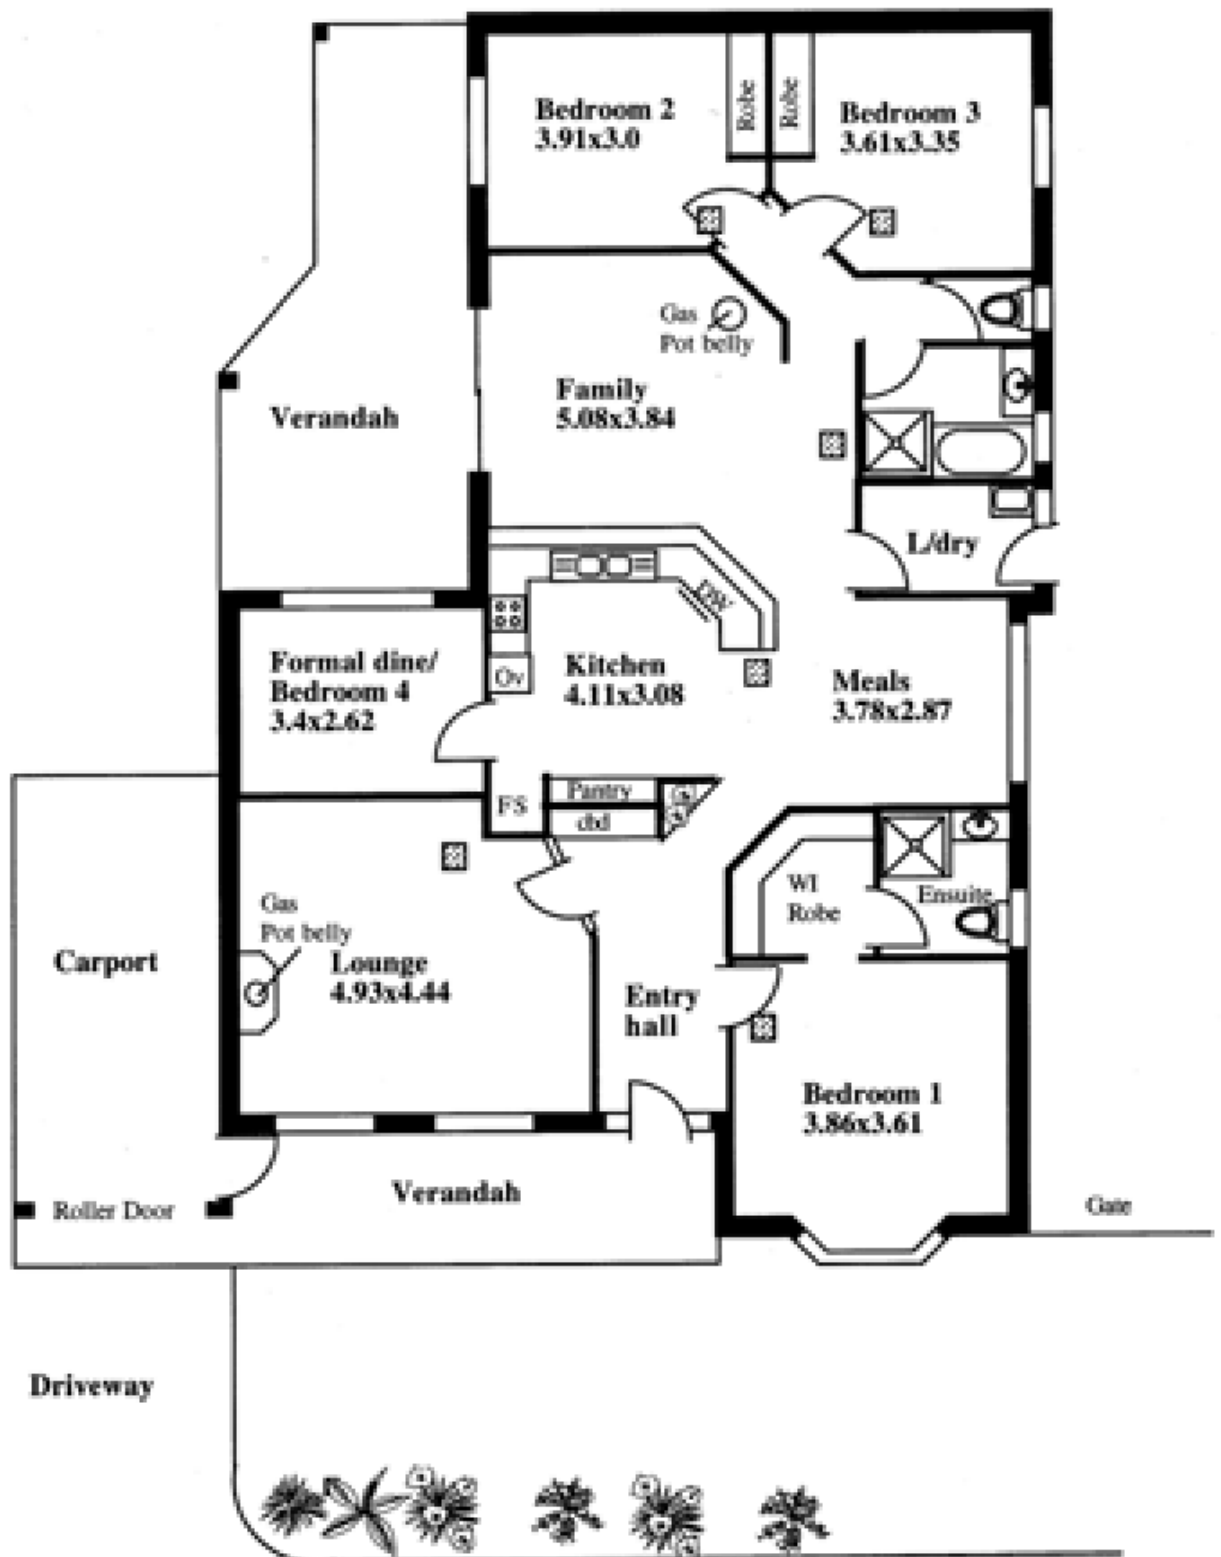 Bedroom 2
3.91x3.0
Robe
Robe
Bedroom 3
3.61x3.35
Gas
Pot belly
Family
5.08x3.84
Verandah
L/dry
DW
Formal dine/
Bedroom 4
3.4x2.62
Ov
Kitchen
4.11x3.08
Meals
3.78x2.87
FS
Pantry
cbd
WI
Robe
Ensuite
Gas
Pot belly
Carport
Lounge
4.93x4.44
Entry
hall
Bedroom 1
3.86x3.61
Verandah
Roller Door
Gate
Driveway